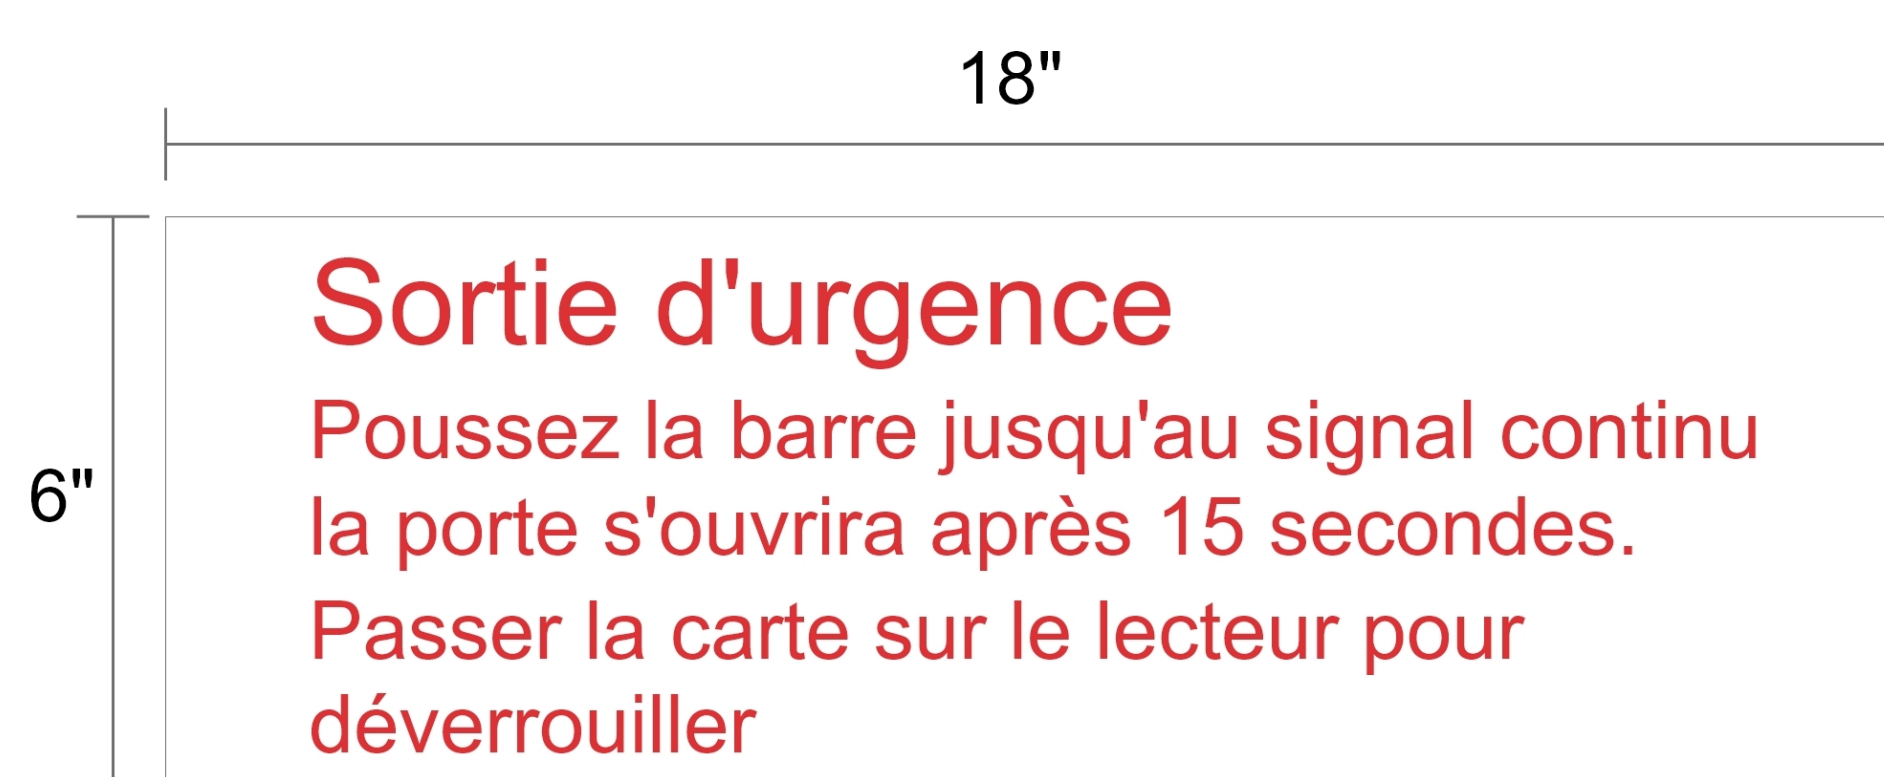 18"
6"
Sortie d'urgence
Poussez la barre jusqu'au signal continu
la porte s'ouvrira après 15 secondes.
Passer la carte sur le lecteur pour
déverrouiller